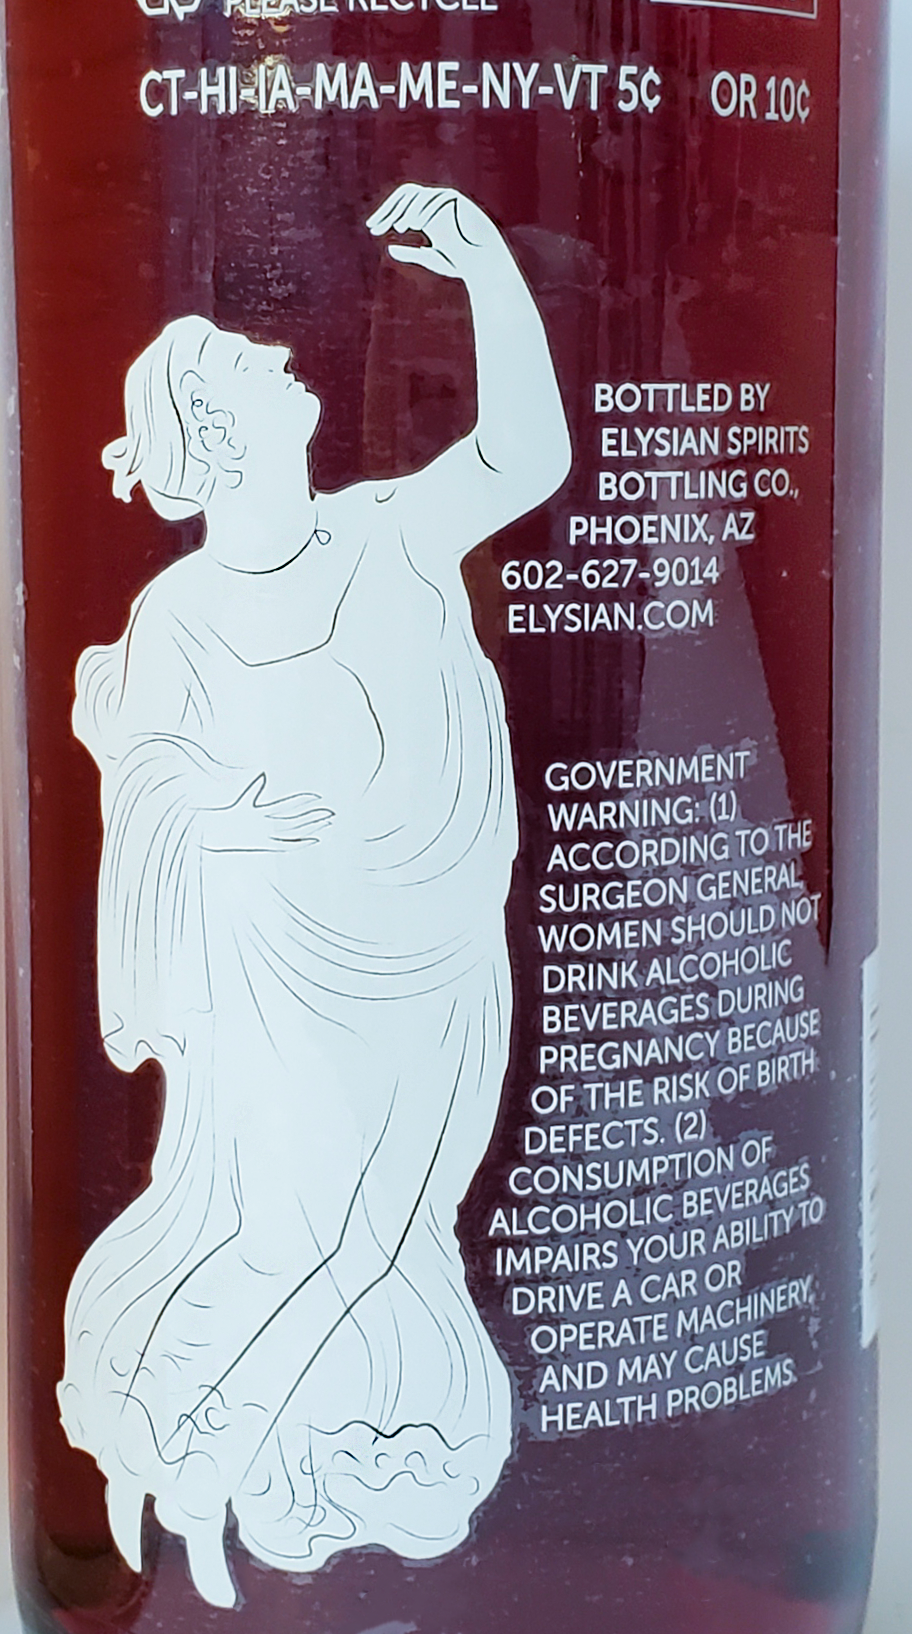 PLEASE RECYCLE
CT-HI-IA-MA-ME-NY-VT 5¢ OR 10¢
BOTTLED BY
ELYSIAN SPIRITS
BOTTLING CO.,
PHOENIX, AZ
602-627-9014
ELYSIAN.COM
GOVERNMENT
WARNING: (1)
ACCORDING TO THE
SURGEON GENERAL,
WOMEN SHOULD NOT
DRINK ALCOHOLIC
BEVERAGES DURING
PREGNANCY BECAUSE
OF THE RISK OF BIRTH
DEFECTS. (2)
CONSUMPTION OF
ALCOHOLIC BEVERAGES
IMPAIRS YOUR ABILITY TO
DRIVE A CAR OR
OPERATE MACHINERY,
AND MAY CAUSE
HEALTH PROBLEMS.